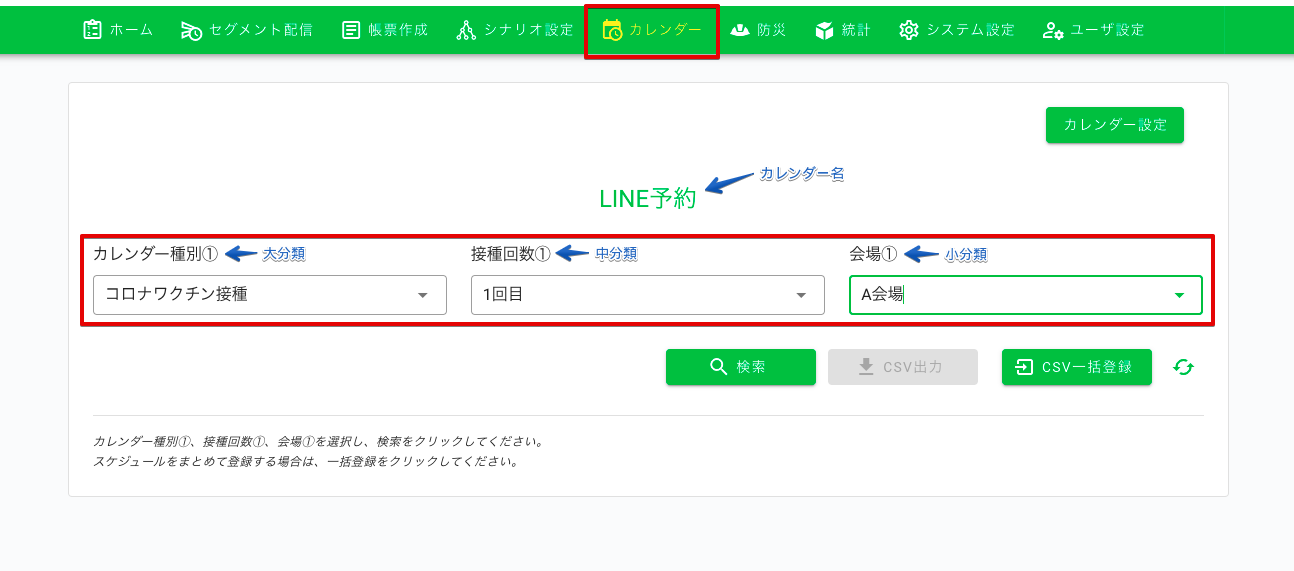 ホーム セグメント配信 帳票作成 シナリオ設定 カレンダー 防災 統計 システム設定 ユーザ設定
カレンダー設定
カレンダー名
LINE予約
カレンダー種別① 大分類 接種回数① 中分類 会場① 小分類
コロナワクチン接種 1回目 A会場
検索 CSV出力 CSV一括登録
カレンダー種別①、接種回数①、会場①を選択し、検索をクリックしてください。
スケジュールをまとめて登録する場合は、一括登録をクリックしてください。